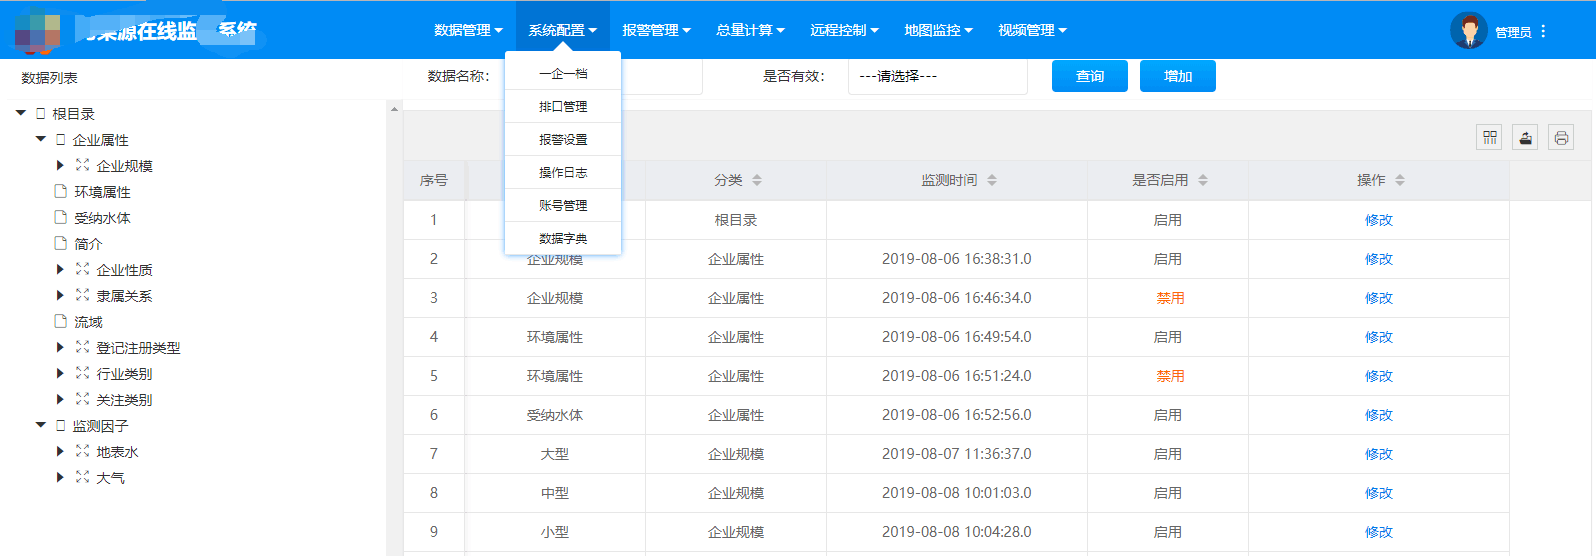 染源在线监 系统
数据管理 系统配置 报警管理 总量计算 远程控制 地图监控 视频管理
管理员
一企一档
排口管理
报警设置
操作日志
账号管理
数据字典
数据列表
根目录
企业属性
企业规模
环境属性
受纳水体
简介
企业性质
隶属关系
流域
登记注册类型
行业类别
关注类别
监测因子
地表水
大气
数据名称: 是否有效: ---请选择--- 查询 增加
序号 分类 监测时间 是否启用 操作
1 根目录 启用 修改
2 企业规模 企业属性 2019-08-06 16:38:31.0 启用 修改
3 企业规模 企业属性 2019-08-06 16:46:34.0 禁用 修改
4 环境属性 企业属性 2019-08-06 16:49:54.0 启用 修改
5 环境属性 企业属性 2019-08-06 16:51:24.0 禁用 修改
6 受纳水体 企业属性 2019-08-06 16:52:56.0 启用 修改
7 大型 企业规模 2019-08-07 11:36:37.0 启用 修改
8 中型 企业规模 2019-08-08 10:01:03.0 启用 修改
9 小型 企业规模 2019-08-08 10:04:28.0 启用 修改